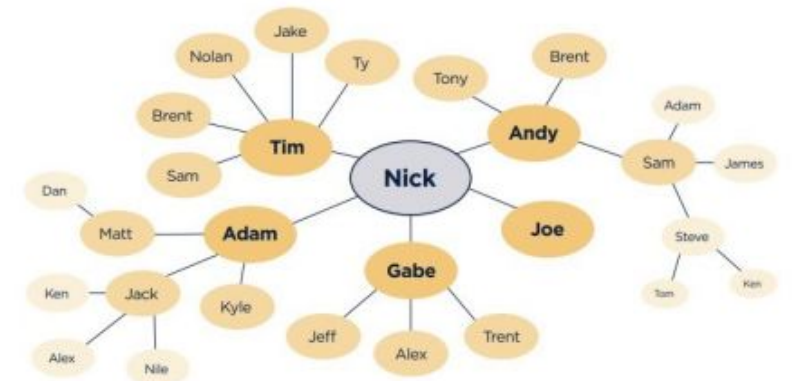 Jake
Nolan
Ty
Brent
Tony
Brent
Tim
Andy
Adam
Sam
James
Sam
Nick
Dan
Matt
Adam
Joe
Steve
Gabe
Ken
Jack
Kyle
Tom
Ken
Jeff
Alex
Trent
Alex
Nile